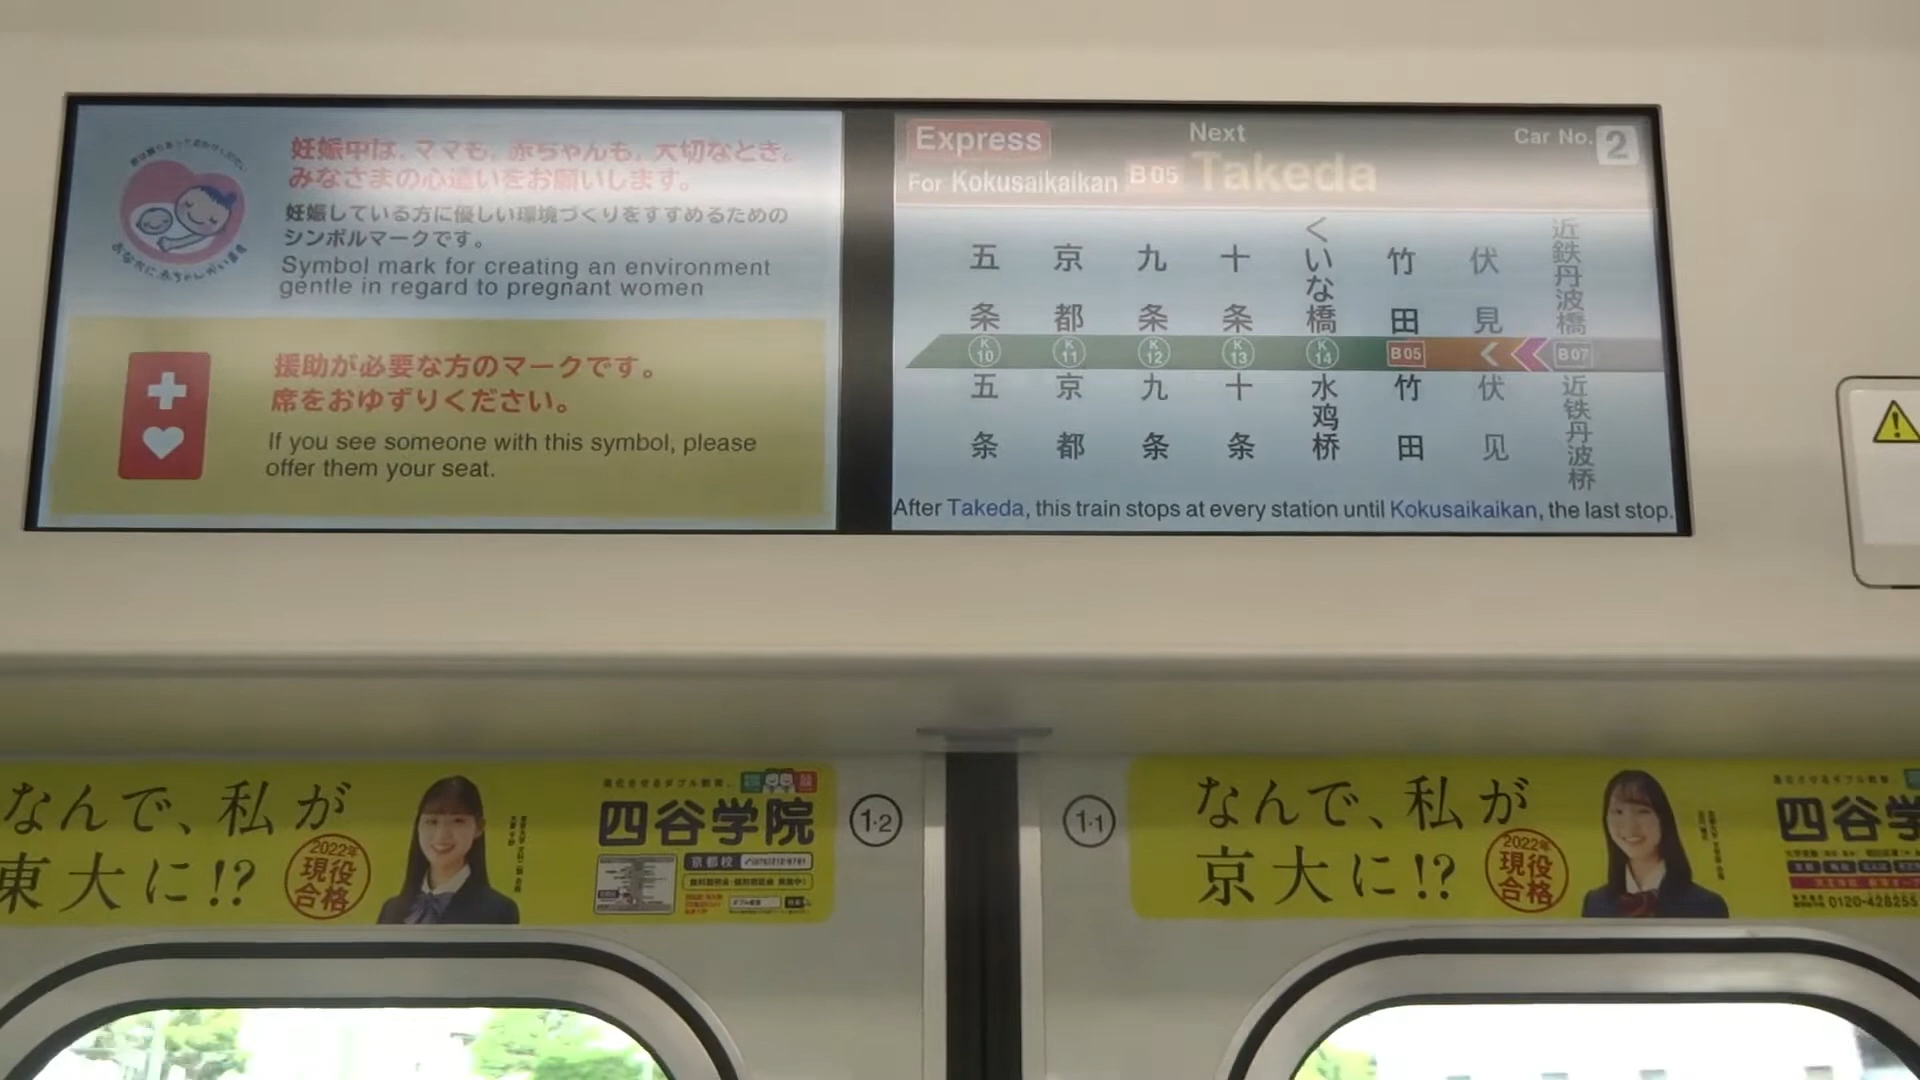 妊娠中は、ママも、赤ちゃんも、大切なとき。
みなさまの心遣いをお願いします。
妊娠している方に優しい環境づくりをすすめるための
シンボルマークです。
Symbol mark for creating an environment
gentle in regard to pregnant women
おなかに赤ちゃんがいます
援助が必要な方のマークです。
席をおゆずりください。
If you see someone with this symbol, please
offer them your seat.
Express
Next
Car No. 2
For Kokusaikaikan
B05 Takeda
五条
京都
九条
十条
くいな橋
竹田
伏見
近鉄丹波橋
K10
K11
K12
K13
K14
B05
B07
五条
京都
九条
十条
水鸡桥
竹田
伏见
近铁丹波桥
After Takeda, this train stops at every station until Kokusaikaikan, the last stop.
なんで、私が
東大に!?
2022年
現役
合格
四谷学院
京都校
1·2
1·1
なんで、私が
京大に!?
2022年
現役
合格
四谷学
0120-428255